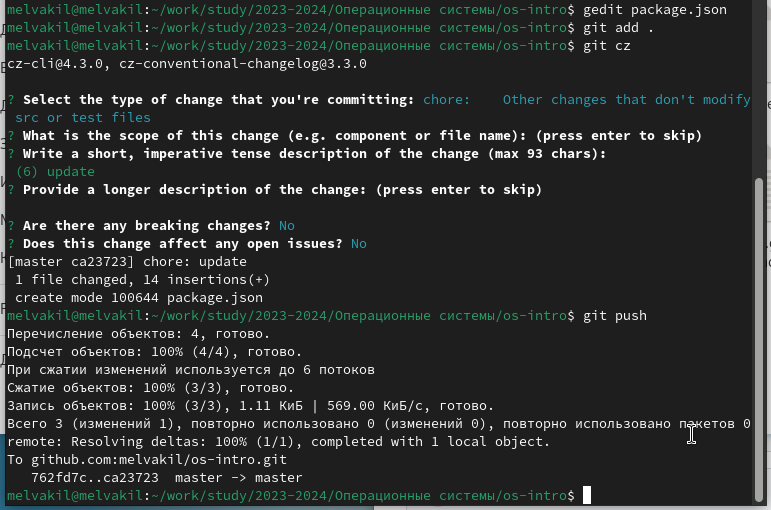 melvakil@melvakil:~/work/study/2023-2024/Операционные системы/os-intro$ gedit package.json
melvakil@melvakil:~/work/study/2023-2024/Операционные системы/os-intro$ git add .
melvakil@melvakil:~/work/study/2023-2024/Операционные системы/os-intro$ git cz
cz-cli@4.3.0, cz-conventional-changelog@3.3.0
? Select the type of change that you're committing: chore:    Other changes that don't modify
src or test files
? What is the scope of this change (e.g. component or file name): (press enter to skip)
? Write a short, imperative tense description of the change (max 93 chars):
(6) update
? Provide a longer description of the change: (press enter to skip)
? Are there any breaking changes? No
? Does this change affect any open issues? No
[master ca23723] chore: update
1 file changed, 14 insertions(+)
create mode 100644 package.json
melvakil@melvakil:~/work/study/2023-2024/Операционные системы/os-intro$ git push
Перечисление объектов: 4, готово.
Подсчет объектов: 100% (4/4), готово.
При сжатии изменений используется до 6 потоков
Сжатие объектов: 100% (3/3), готово.
Запись объектов: 100% (3/3), 1.11 КиБ | 569.00 КиБ/с, готово.
Всего 3 (изменений 1), повторно использовано 0 (изменений 0), повторно использовано пакетов 0
remote: Resolving deltas: 100% (1/1), completed with 1 local object.
To github.com:melvakil/os-intro.git
762fd7c..ca23723  master -> master
melvakil@melvakil:~/work/study/2023-2024/Операционные системы/os-intro$